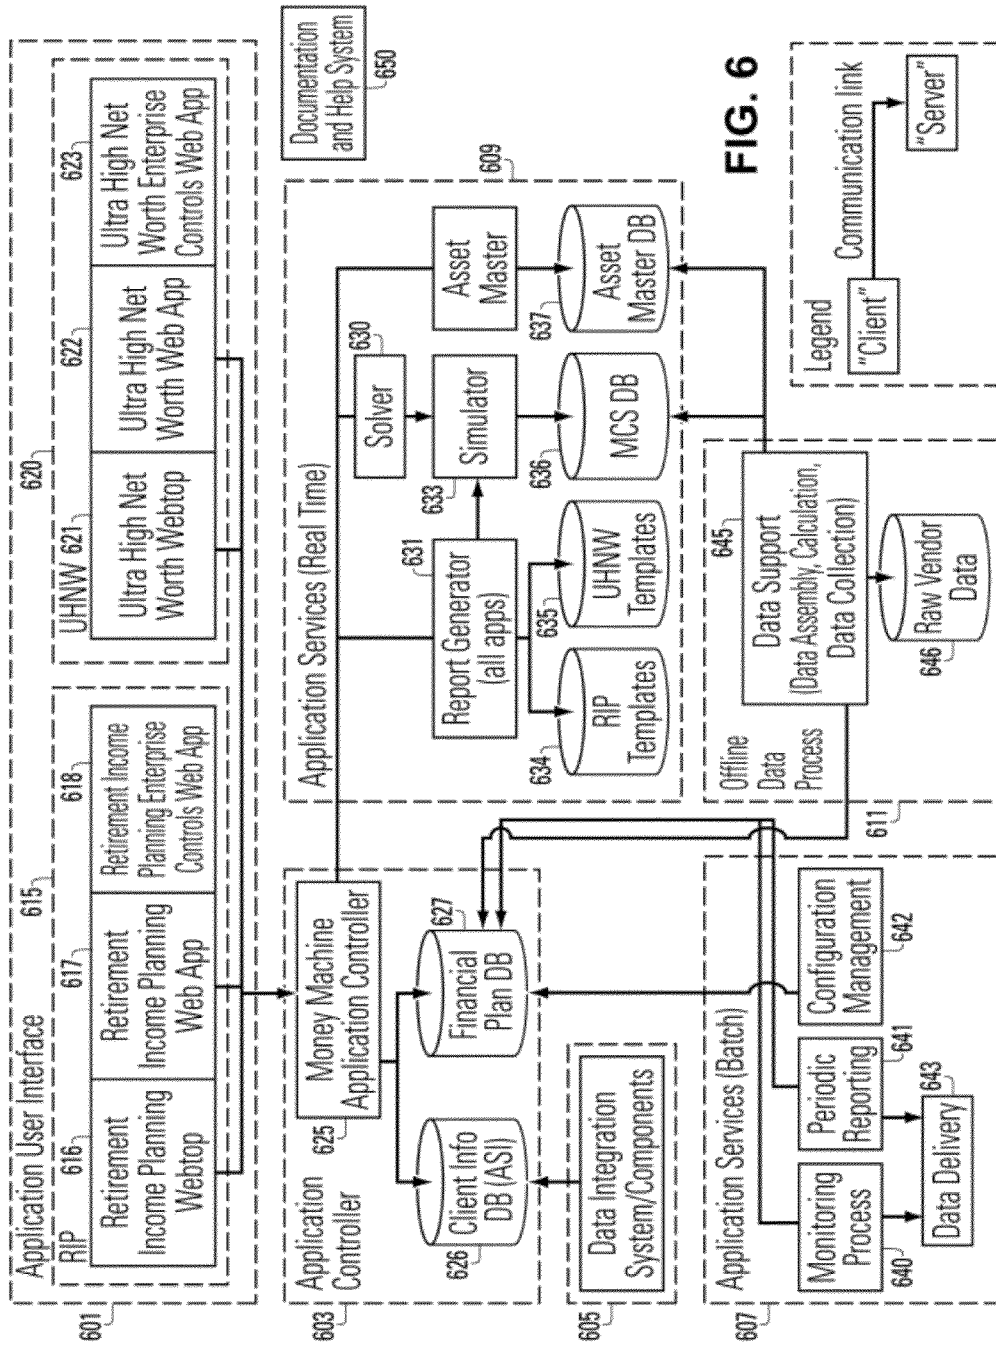 Application User Interface
601
RIP
615
616
Retirement
Income Planning
Webtop
617
Retirement
Income Planning
Web App
618
Retirement Income
Planning Enterprise
Controls Web App
620
UHNW
621
Ultra High Net
Worth Webtop
622
Ultra High Net
Worth Web App
623
Ultra High Net
Worth Enterprise
Controls Web App
Documentation
and Help System
650
Application
Controller
603
625
Money Machine
Application Controller
626
Client Info
DB (ASI)
627
Financial
Plan DB
605
Data Integration
System/Components
Application Services (Real Time)
609
630
Solver
631
Report Generator
(all apps)
633
Simulator
Asset
Master
634
RIP
Templates
635
UHNW
Templates
636
MCS DB
637
Asset
Master DB
Application Services (Batch)
607
640
Monitoring
Process
641
Periodic
Reporting
642
Configuration
Management
643
Data Delivery
Offline
Data
Process
611
645
Data Support
(Data Assembly, Calculation,
Data Collection)
646
Raw Vendor
Data
Legend
Communication link
"Client"
"Server"
FIG. 6